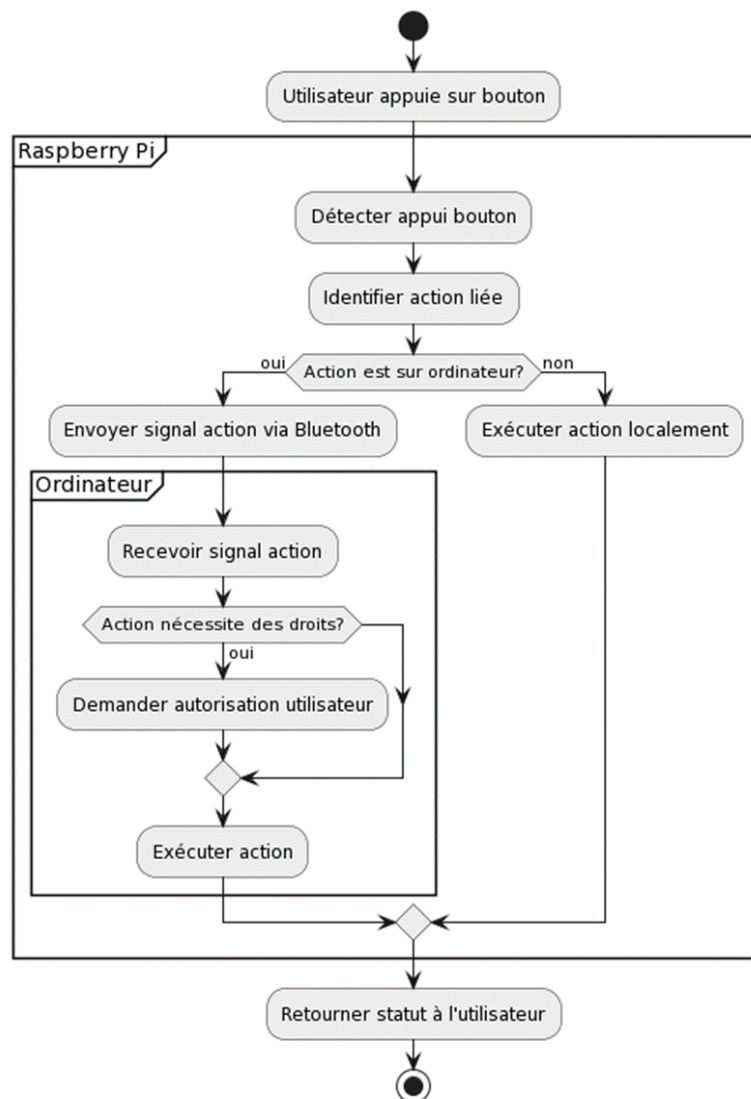 Utilisateur appuie sur bouton
Raspberry Pi
Détecter appui bouton
Identifier action liée
oui
Action est sur ordinateur?
non
Envoyer signal action via Bluetooth
Exécuter action localement
Ordinateur
Recevoir signal action
Action nécessite des droits?
oui
Demander autorisation utilisateur
Exécuter action
Retourner statut à l'utilisateur